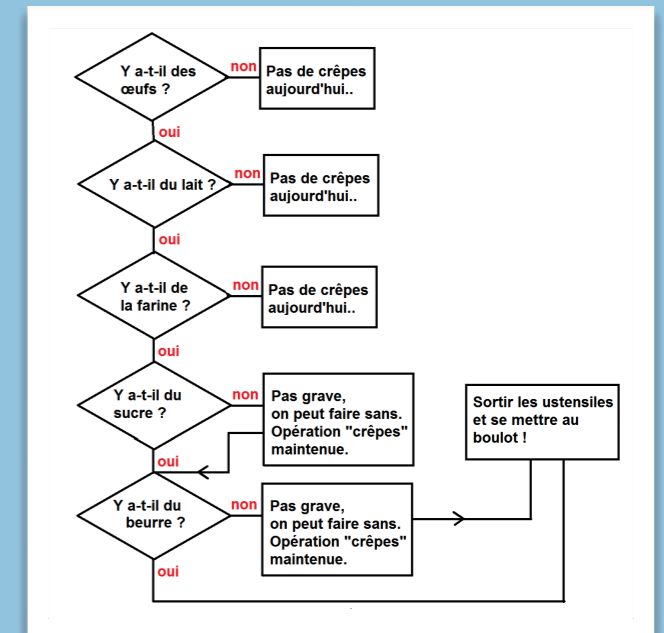 Y a-t-il des
œufs ?
non
Pas de crêpes
aujourd'hui..
oui
Y a-t-il du lait ?
non
Pas de crêpes
aujourd'hui..
oui
Y a-t-il de
la farine ?
non
Pas de crêpes
aujourd'hui..
oui
Y a-t-il du
sucre ?
non
Pas grave,
on peut faire sans.
Opération "crêpes"
maintenue.
oui
Y a-t-il du
beurre ?
non
Pas grave,
on peut faire sans.
Opération "crêpes"
maintenue.
oui
Sortir les ustensiles
et se mettre au
boulot !